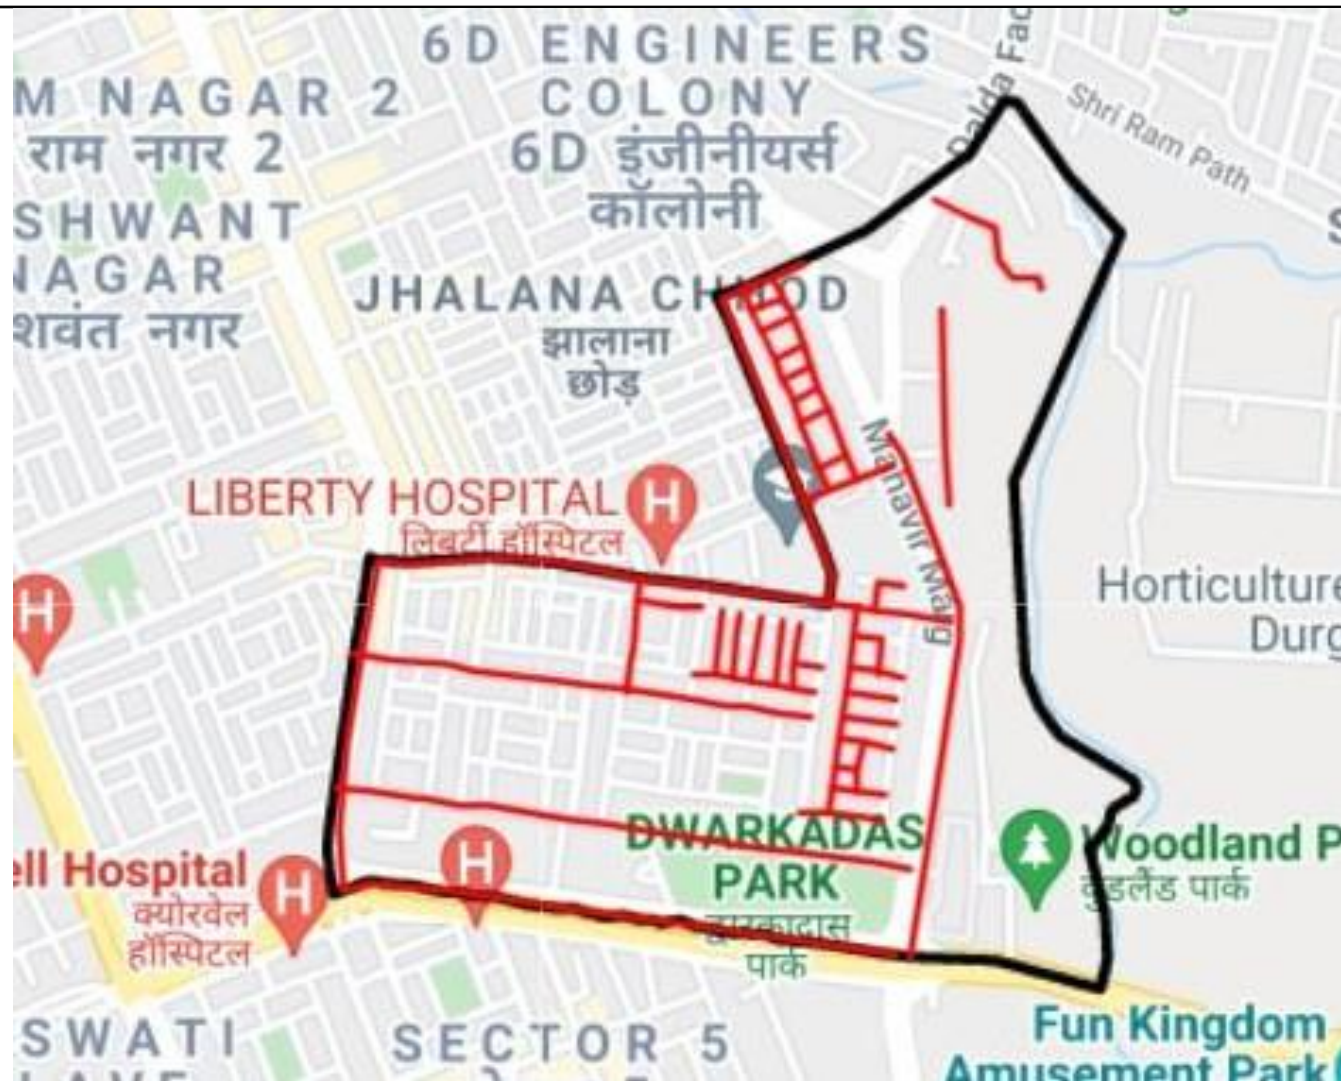 6D ENGINEERS
COLONY
6D इंजीनीयर्स
कॉलोनी
M NAGAR 2
राम नगर 2
SHWANT
NAGAR
शवंत नगर
Shri Ram Path
Dalda Fac
JHALANA CHHOD
झालाना
छोड़
LIBERTY HOSPITAL
लिबर्टी हॉस्पिटल
Mahavir Marg
Horticulture
Durg
DWARKADAS
PARK
द्वारकादास
पार्क
Woodland P
वुडलैंड पार्क
ell Hospital
क्योरवेल
हॉस्पिटल
SWATI
SECTOR 5
Fun Kingdom
Amusement Park